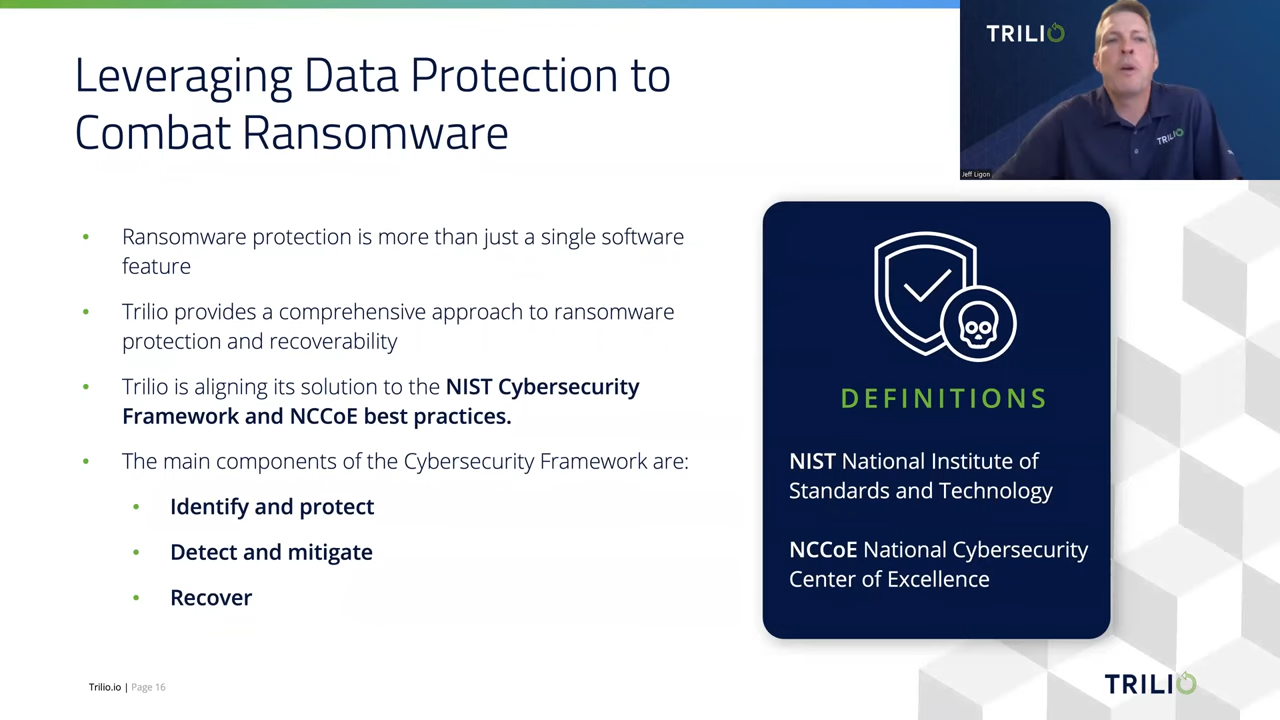 Leveraging Data Protection to
Combat Ransomware
TRILIO
TRILIO
Jeff Ligon
• Ransomware protection is more than just a single software
feature
• Trilio provides a comprehensive approach to ransomware
protection and recoverability
• Trilio is aligning its solution to the NIST Cybersecurity
Framework and NCCoE best practices.
• The main components of the Cybersecurity Framework are:
• Identify and protect
• Detect and mitigate
• Recover
DEFINITIONS
NIST National Institute of
Standards and Technology
NCCoE National Cybersecurity
Center of Excellence
Trilio.io | Page 16
TRILIO